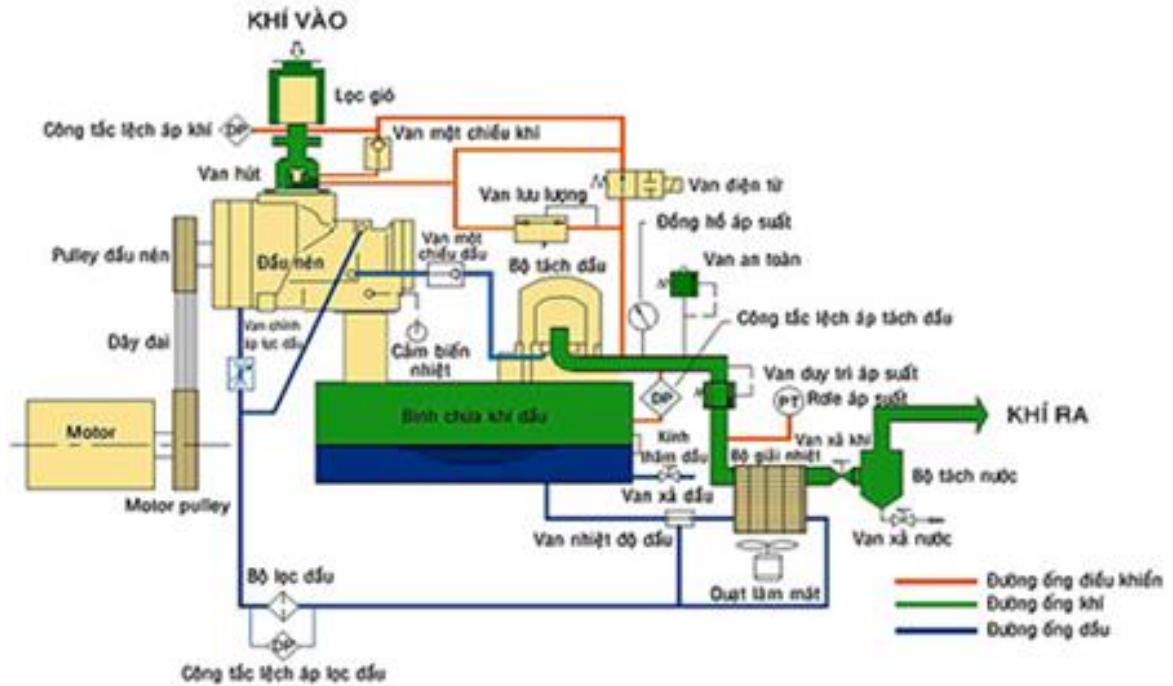 KHÍ VÀO
Lọc gió
Công tắc lệch áp khí
DP
Van một chiều khí
Van hút
Van lưu lượng
Van điện từ
Đồng hồ áp suất
Pulley đầu nén
Đầu nén
Van một
chiều dầu
Bộ tách dầu
Van an toàn
Công tắc lệch áp tách dầu
Van chỉnh
áp lực dầu
Cảm biến
nhiệt
Dây đai
Van duy trì áp suất
DP
PT
Rơle áp suất
Bình chứa khí dầu
KHÍ RA
Motor
Kính
thăm dầu
Van xả khí
Bộ giải nhiệt
Bộ tách nước
Van xả dầu
Motor pulley
Van nhiệt độ dầu
Van xả nước
Bộ lọc dầu
Quạt làm mát
Đường ống điều khiển
Đường ống khí
Đường ống dầu
DP
Công tắc lệch áp lọc dầu